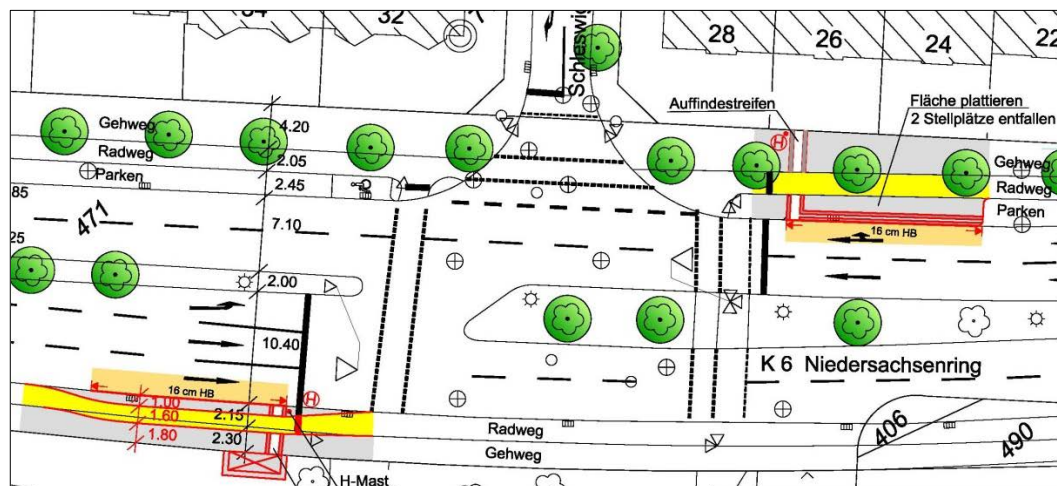 34
32
7
Schleswig
28
26
24
22
Auffindestreifen
Fläche plattieren
2 Stellplätze entfallen
Gehweg
4.20
H
Gehweg
Radweg
2.05
Radweg
Parken
2.45
Parken
85
471
7.10
16 cm HB
25
2.00
10.40
K 6 Niedersachsenring
16 cm HB
1.00
H
1.60
2.15
Radweg
406
1.80
2.30
Gehweg
490
H-Mast